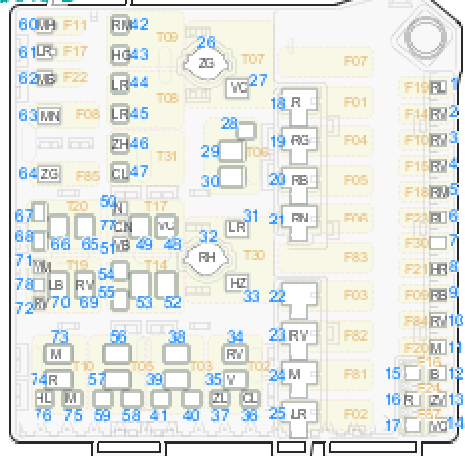 60 MH F11 RM 42 T09 26 T07 F07
61 LR F17 HG 43 ZG VC 27
62 MB F22 LR 44 T08 18 R F01 F19 RL 1
63 MN F08 LR 45 28 F14 RV 2
ZH 46 29 T06 19 RG F04 F10 RV 3
64 ZG F85 CL 47 T31 30 20 RB F05 F15 RV 4
F18 RM 5
67 T20 50 N T17 31 21 RN F06 F23 RL 6
68 66 65 77 CN 49 VC 48 32 LR F30 7
71 VM T19 51 VB RH T30 F83 F21 HR 8
78 LB RV 54 T14 HZ 33 22 F03 F09 RB 9
72 RV 70 69 55 53 52 F84 RV 10
73 56 38 34 23 RV F82 F20 M 11
M RV
74 R T10 57 T05 39 T03 35 V T02 24 M F81 15 F16 B 12
HL M ZL CL 16 R F24 ZV 13
76 75 59 58 41 40 37 36 25 LR F02 17 F37 VC 14